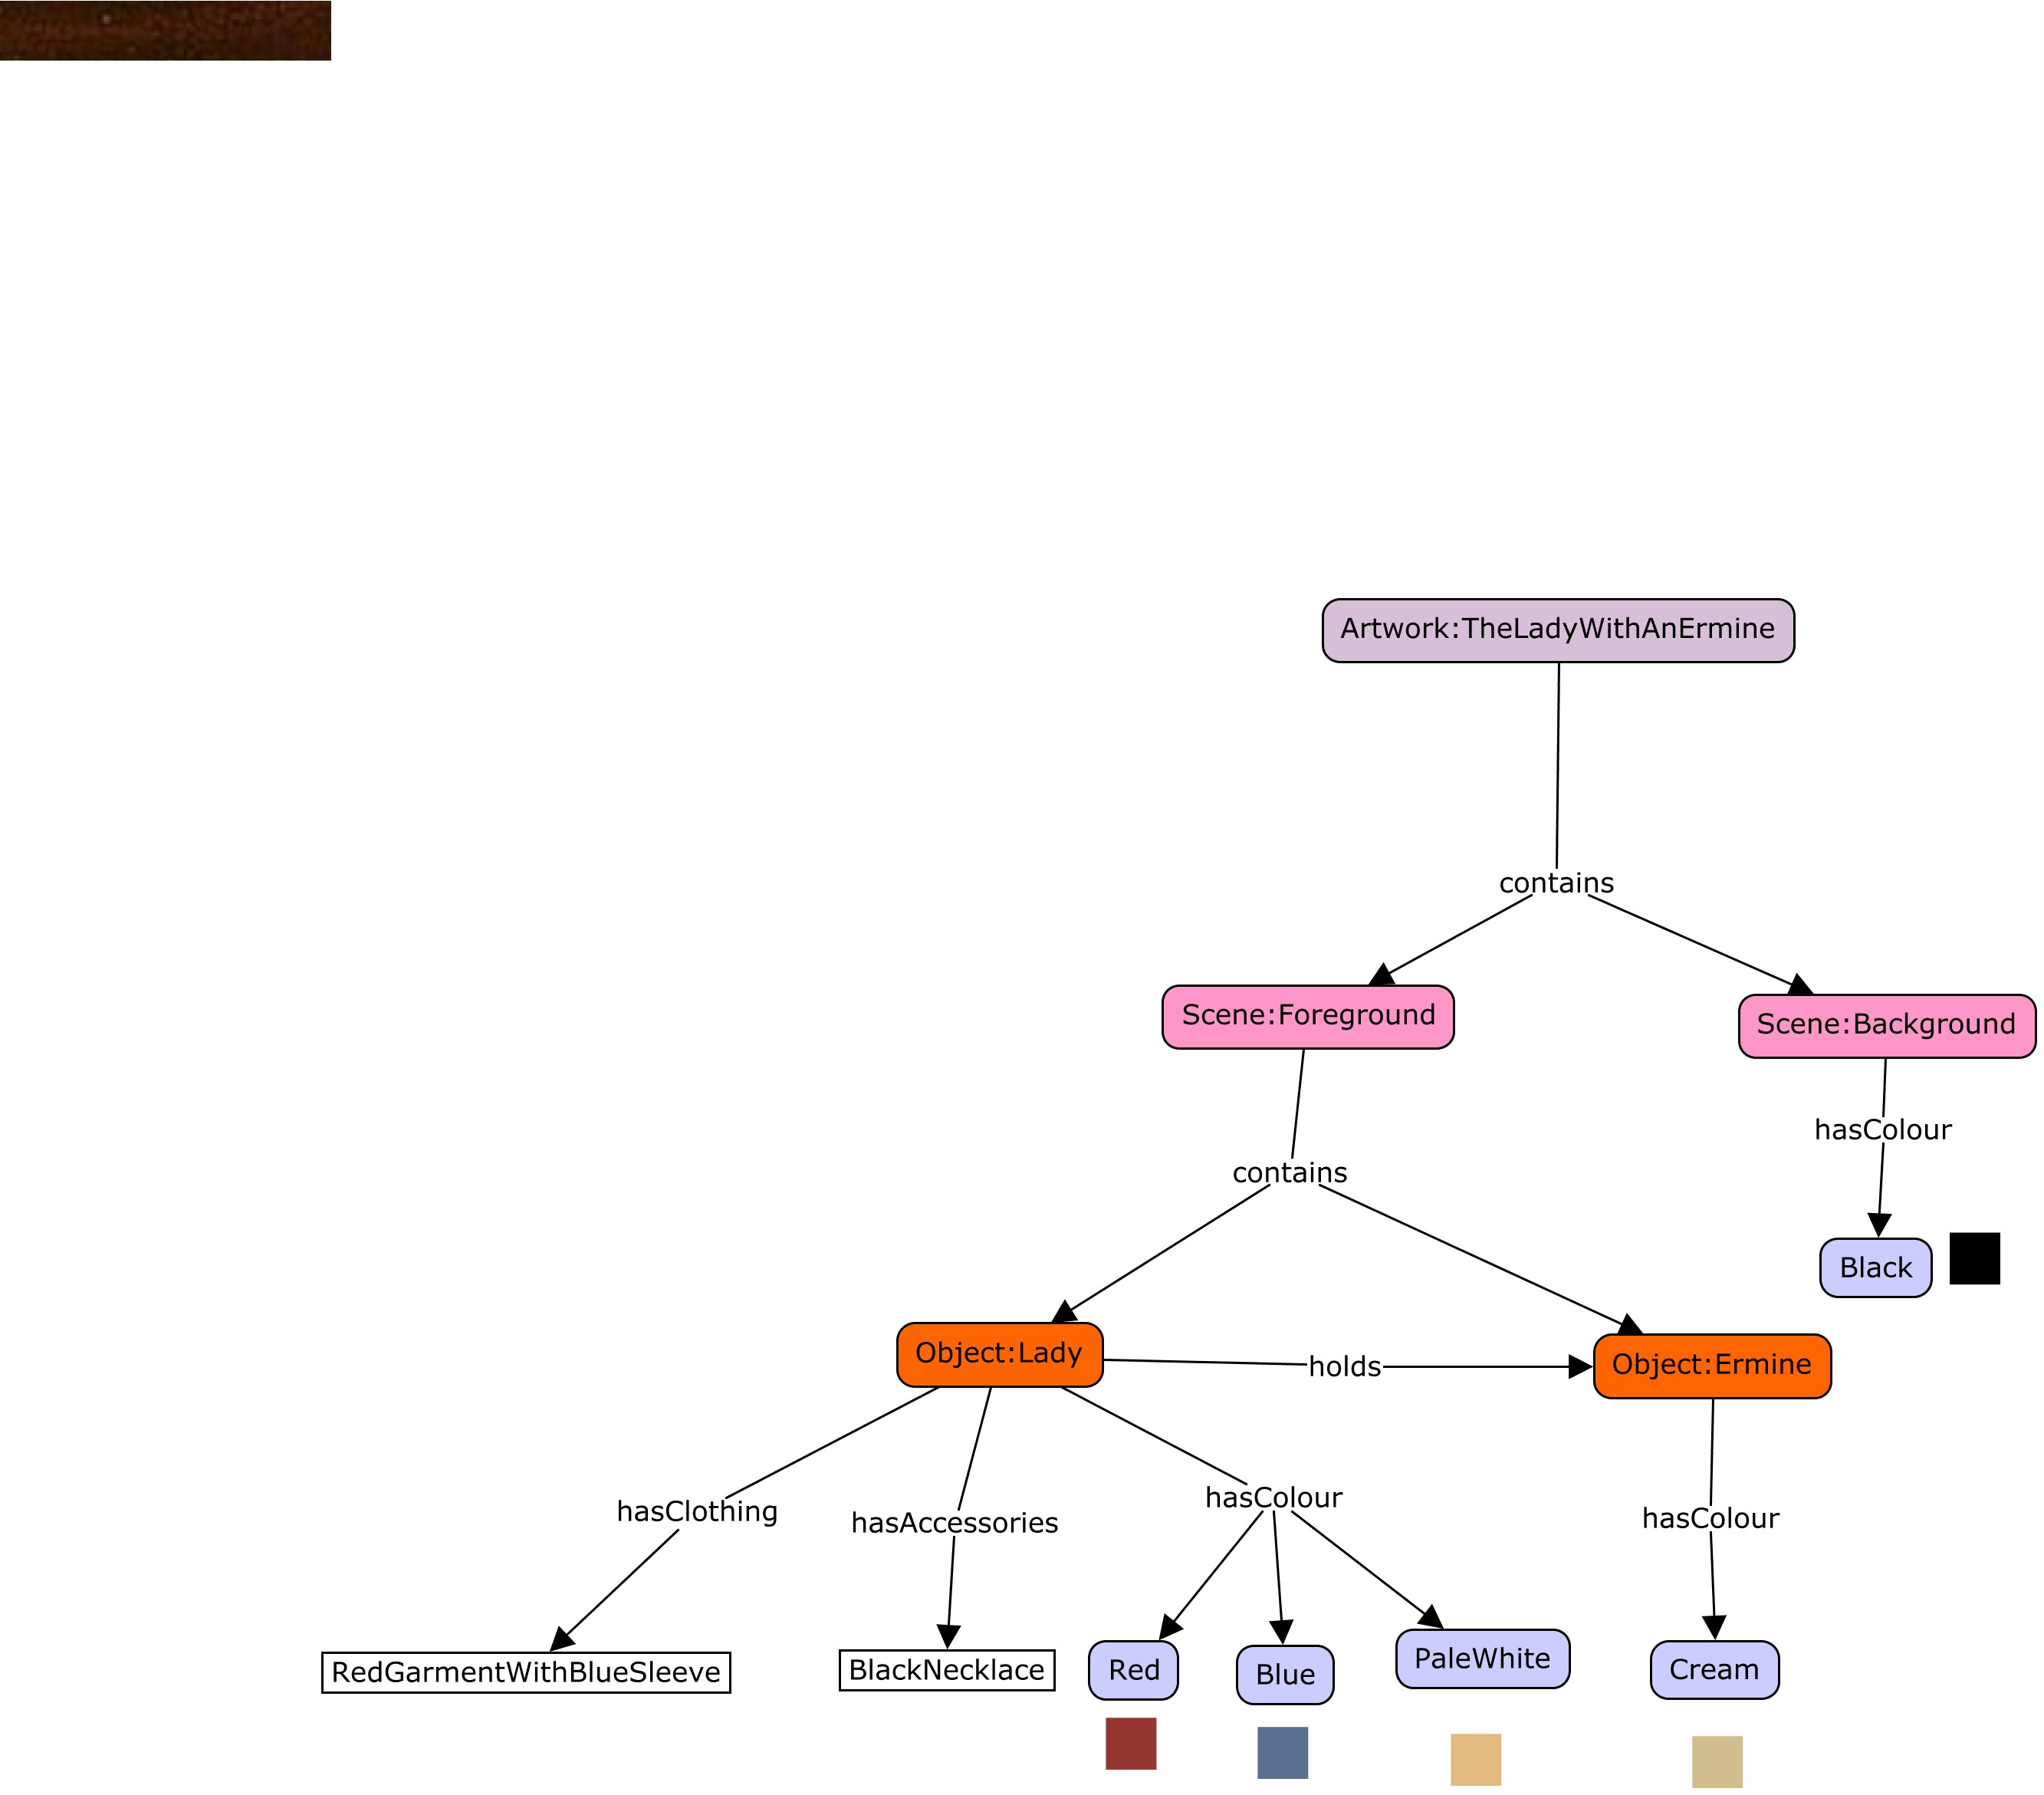 Artwork:TheLadyWithAnErmine
contains
Scene:Foreground
Scene:Background
hasColour
contains
Black
Object:Lady
holds
Object:Ermine
hasClothing
hasAccessories
hasColour
hasColour
RedGarmentWithBlueSleeve
BlackNecklace
Red
Blue
PaleWhite
Cream